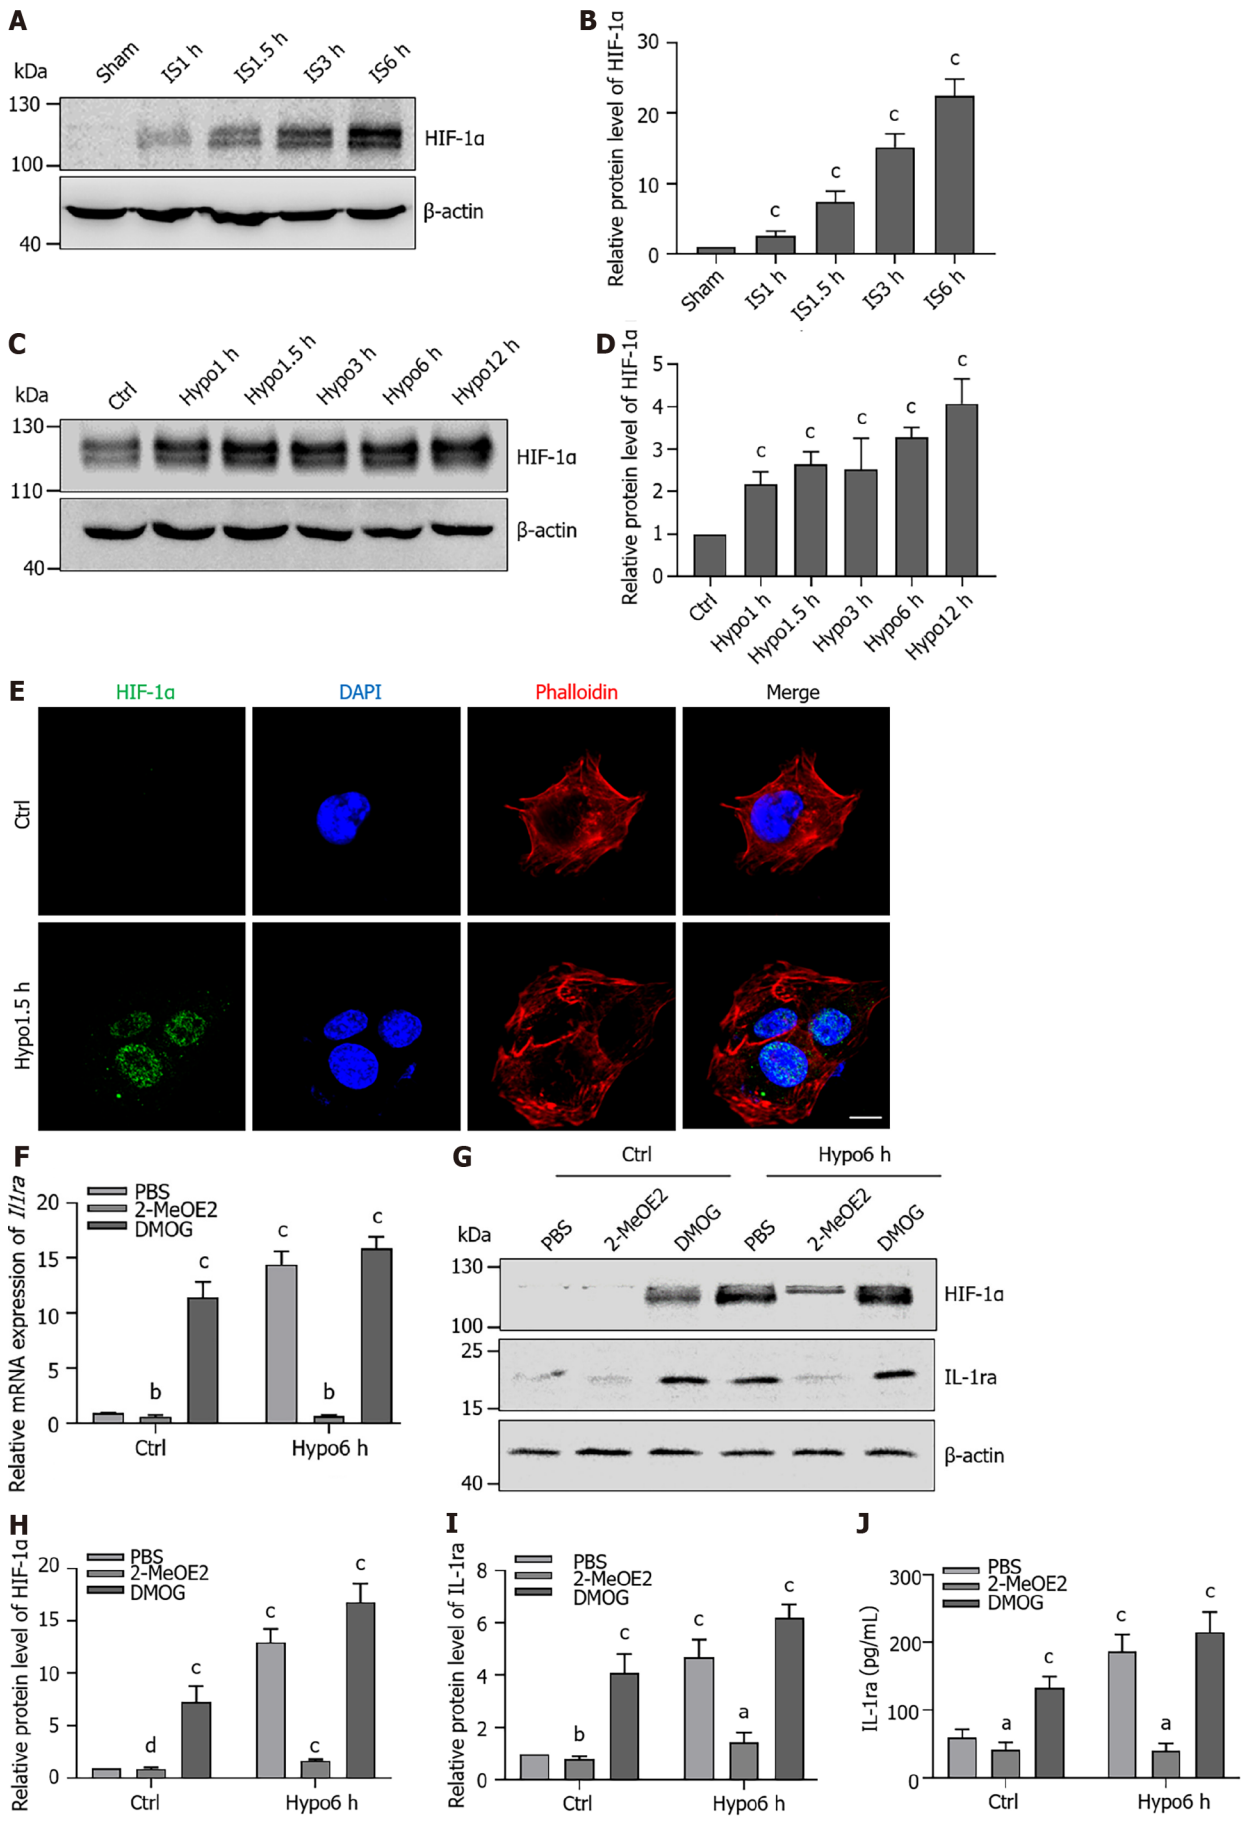 A
kDa
Sham
IS1 h
IS1.5 h
IS3 h
IS6 h
130
100
HIF-1α
β-actin
40
B
Relative protein level of HIF-1α
30
20
10
0
c
c
c
c
Sham
IS1 h
IS1.5 h
IS3 h
IS6 h
C
kDa
Ctrl
Hypo1 h
Hypo1.5 h
Hypo3 h
Hypo6 h
Hypo12 h
130
110
HIF-1α
β-actin
40
D
Relative protein level of HIF-1α
5
4
3
2
1
0
c
c
c
c
c
Ctrl
Hypo1 h
Hypo1.5 h
Hypo3 h
Hypo6 h
Hypo12 h
E
HIF-1α
DAPI
Phalloidin
Merge
Ctrl
Hypo1.5 h
F
Relative mRNA expression of Il1ra
20
15
10
5
0
PBS
2-MeOE2
DMOG
b
c
c
b
c
Ctrl
Hypo6 h
G
Ctrl
Hypo6 h
kDa
PBS
2-MeOE2
DMOG
PBS
2-MeOE2
DMOG
130
100
HIF-1α
25
15
IL-1ra
β-actin
40
H
Relative protein level of HIF-1α
20
15
10
5
0
PBS
2-MeOE2
DMOG
d
c
c
c
c
Ctrl
Hypo6 h
I
Relative protein level of IL-1ra
8
6
4
2
0
PBS
2-MeOE2
DMOG
b
c
c
a
c
Ctrl
Hypo6 h
J
IL-1ra (pg/mL)
300
200
100
0
PBS
2-MeOE2
DMOG
a
c
c
a
c
Ctrl
Hypo6 h